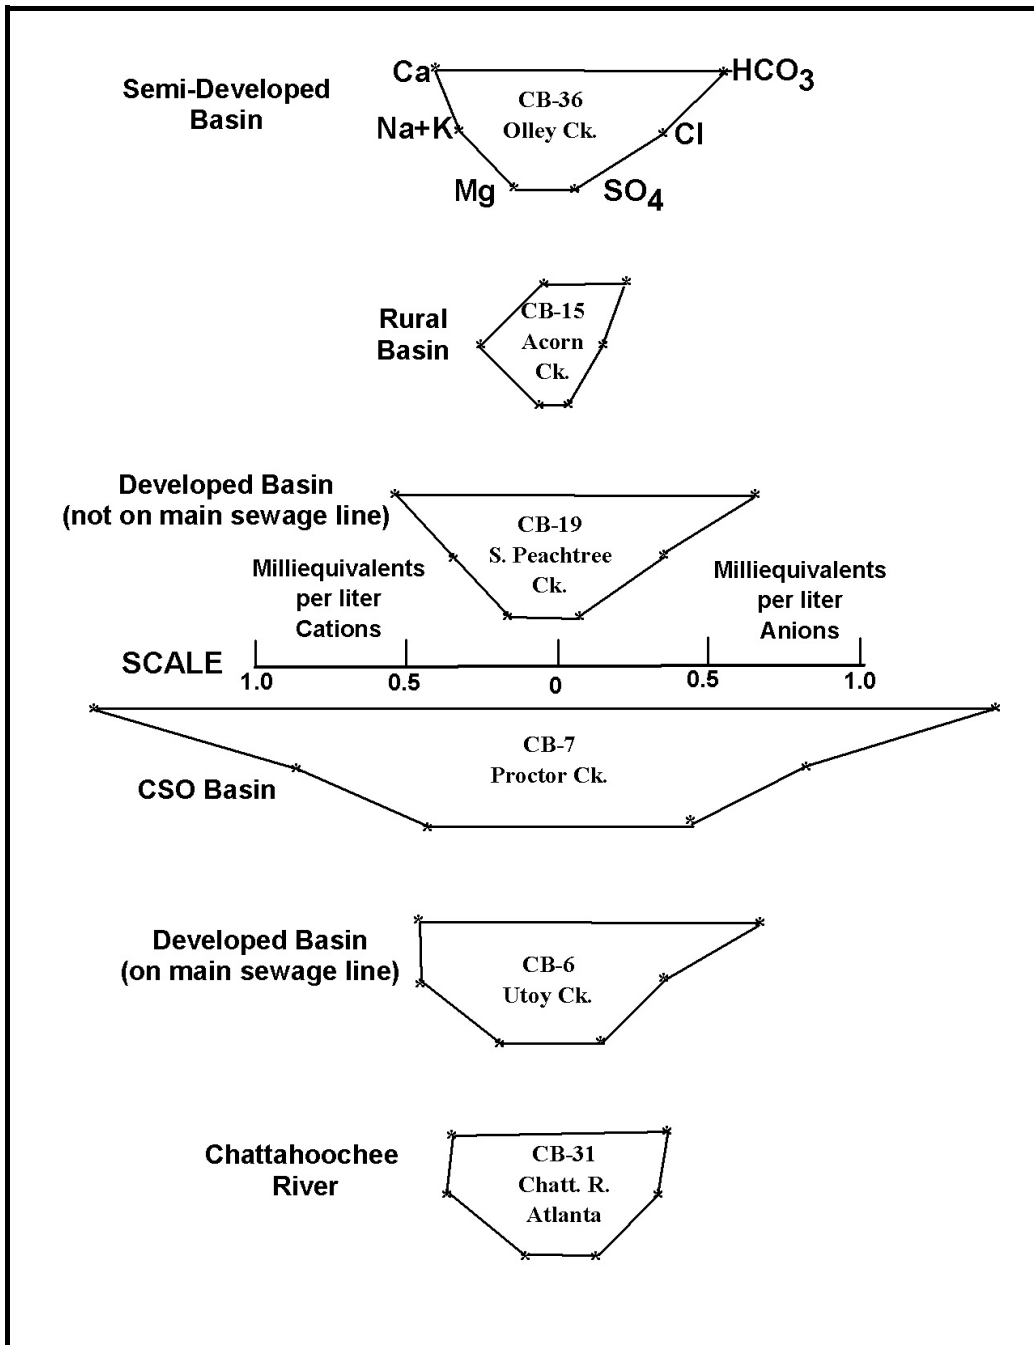 Semi-Developed
Basin
Ca
HCO3
CB-36
Olley Ck.
Na+K
Cl
Mg
SO4
Rural
Basin
CB-15
Acorn
Ck.
Developed Basin
(not on main sewage line)
CB-19
S. Peachtree
Ck.
Milliequivalents
per liter
Cations
Milliequivalents
per liter
Anions
SCALE
1.0
0.5
0
0.5
1.0
CB-7
Proctor Ck.
CSO Basin
Developed Basin
(on main sewage line)
CB-6
Utoy Ck.
Chattahoochee
River
CB-31
Chatt. R.
Atlanta